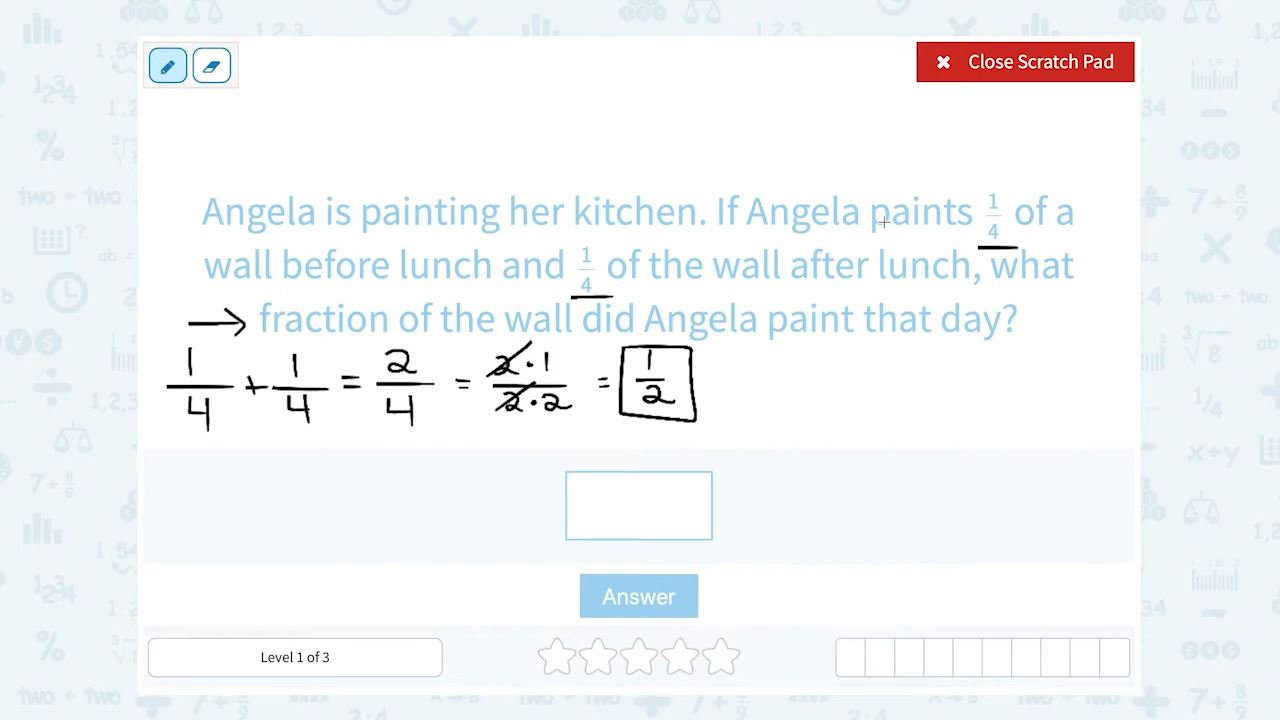 ✖ Close Scratch Pad
Angela is painting her kitchen. If Angela paints 1/4 of a
wall before lunch and 1/4 of the wall after lunch, what
→ fraction of the wall did Angela paint that day?
1/4 + 1/4 = 2/4 = 2·1/2·2 = 1/2
Answer
Level 1 of 3